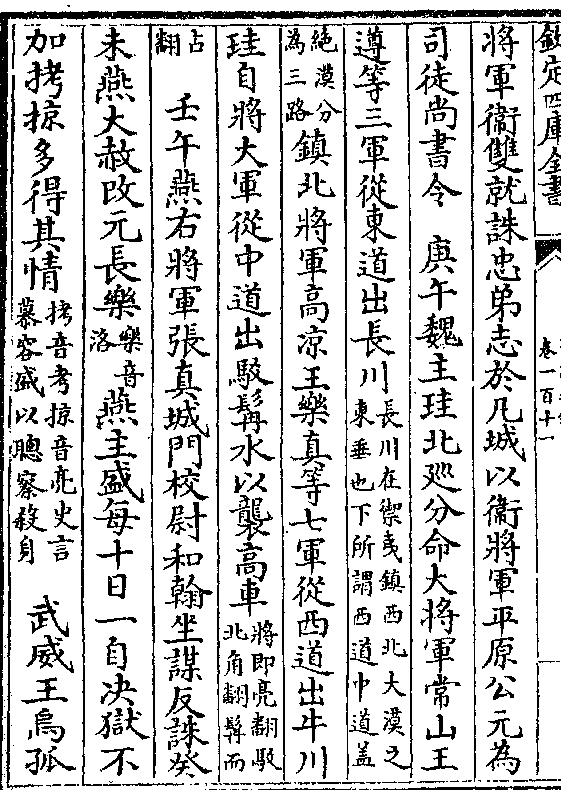 欽定四庫全書
卷一百十一
將軍衞雙就誅忠弟志於凡城以衞將軍平原公元為
司徒尚書令　庚午魏主珪北廵分命大將軍常山王
遵等三軍從東道出長川長川在禦夷鎮西北大漠之東垂也下所謂西道中道盖
絶漠分為三路鎮北將軍高凉王樂真等七軍從西道出牛川
珪自將大軍從中道出駮髯水以襲高車將即亮翻駮北角翻髯而
占翻　壬午燕右將軍張真城門校尉和翰坐謀反誅癸
未燕大赦改元長樂樂音洛燕主盛每十日一自决獄不
加拷掠多得其情拷音考掠音亮史言慕容盛以聰察殺身　武威王烏孤